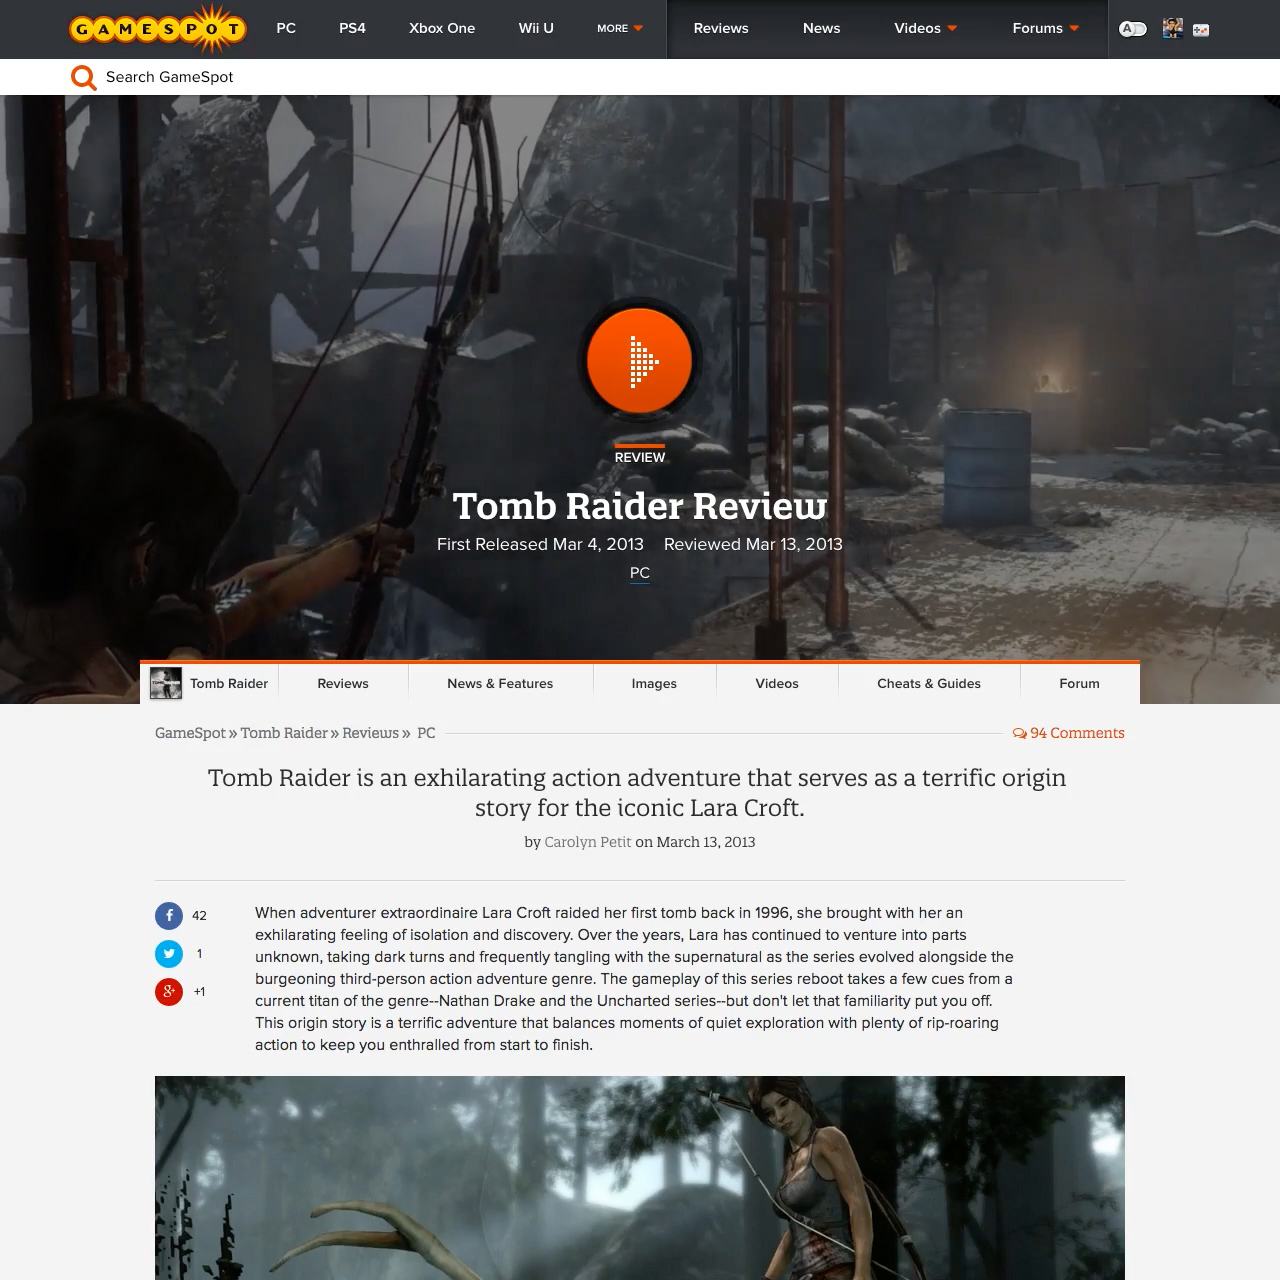 GAMESPOT
PC PS4 Xbox One Wii U MORE Reviews News Videos Forums A
Search GameSpot
REVIEW
Tomb Raider Review
First Released Mar 4, 2013 Reviewed Mar 13, 2013
PC
Tomb Raider Reviews News & Features Images Videos Cheats & Guides Forum
GameSpot » Tomb Raider » Reviews » PC 94 Comments
Tomb Raider is an exhilarating action adventure that serves as a terrific origin
story for the iconic Lara Croft.
by Carolyn Petit on March 13, 2013
f 42
1
g+ +1
When adventurer extraordinaire Lara Croft raided her first tomb back in 1996, she brought with her an
exhilarating feeling of isolation and discovery. Over the years, Lara has continued to venture into parts
unknown, taking dark turns and frequently tangling with the supernatural as the series evolved alongside the
burgeoning third-person action adventure genre. The gameplay of this series reboot takes a few cues from a
current titan of the genre--Nathan Drake and the Uncharted series--but don't let that familiarity put you off.
This origin story is a terrific adventure that balances moments of quiet exploration with plenty of rip-roaring
action to keep you enthralled from start to finish.